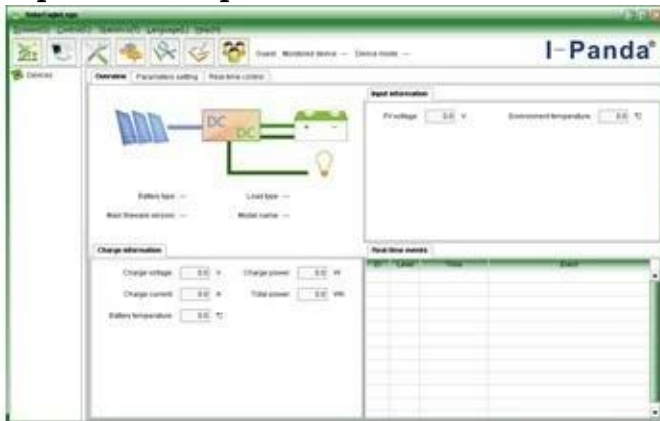 SolarEagleLogo
Guest Monitored device: --- Device mode: ---
I-Panda®
Devices
Overview Parameters setting Real-time control
DC
DC
Battery type ---
Load type ---
Main firmware version ---
Model name ---
Input information
PV voltage 0.0 V
Environment temperature 0.0 ℃
Charge information
Charge voltage 0.0 V
Charge power 0.0 W
Charge current 0.0 A
Total power 0.0 Wh
Battery temperature 0.0 ℃
Real-time events
ID Level Time Event